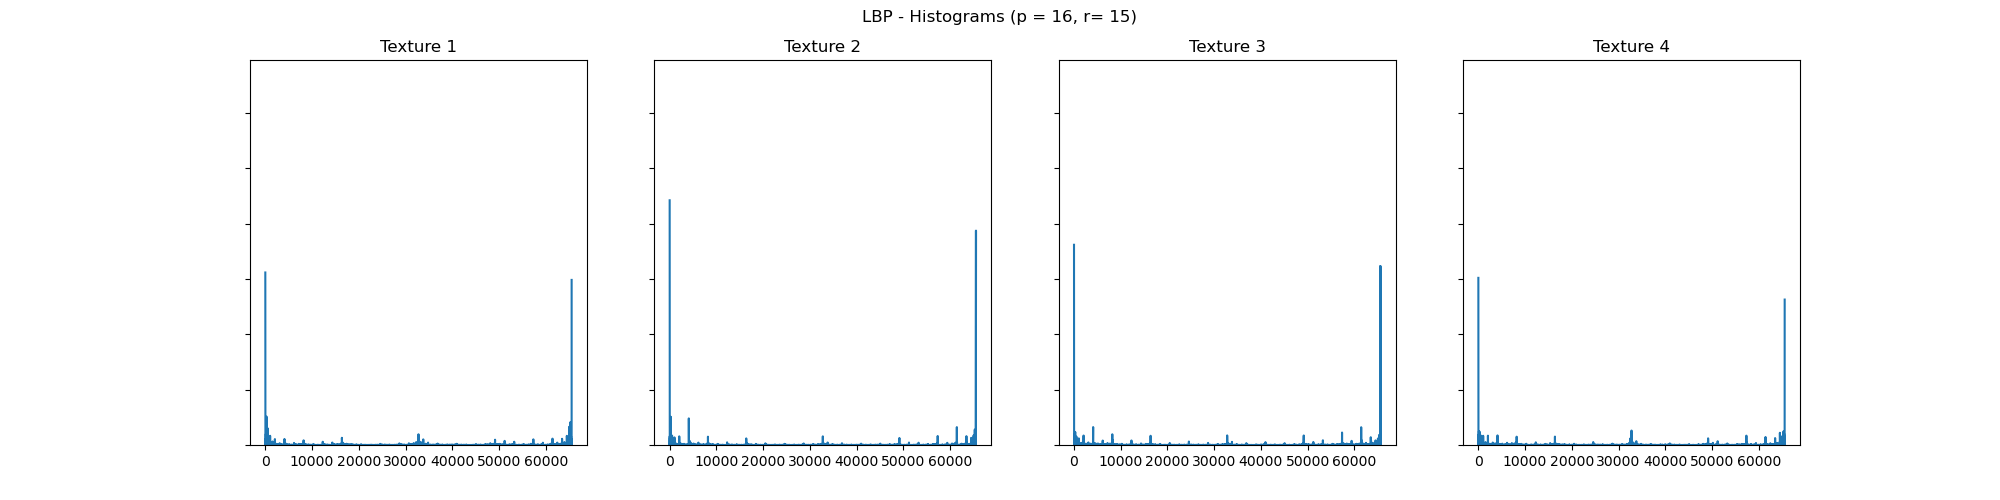 LBP - Histograms (p = 16, r= 15)
Texture 1 Texture 2 Texture 3 Texture 4
0 10000 20000 30000 40000 50000 60000 0 10000 20000 30000 40000 50000 60000 0 10000 20000 30000 40000 50000 60000 0 10000 20000 30000 40000 50000 60000